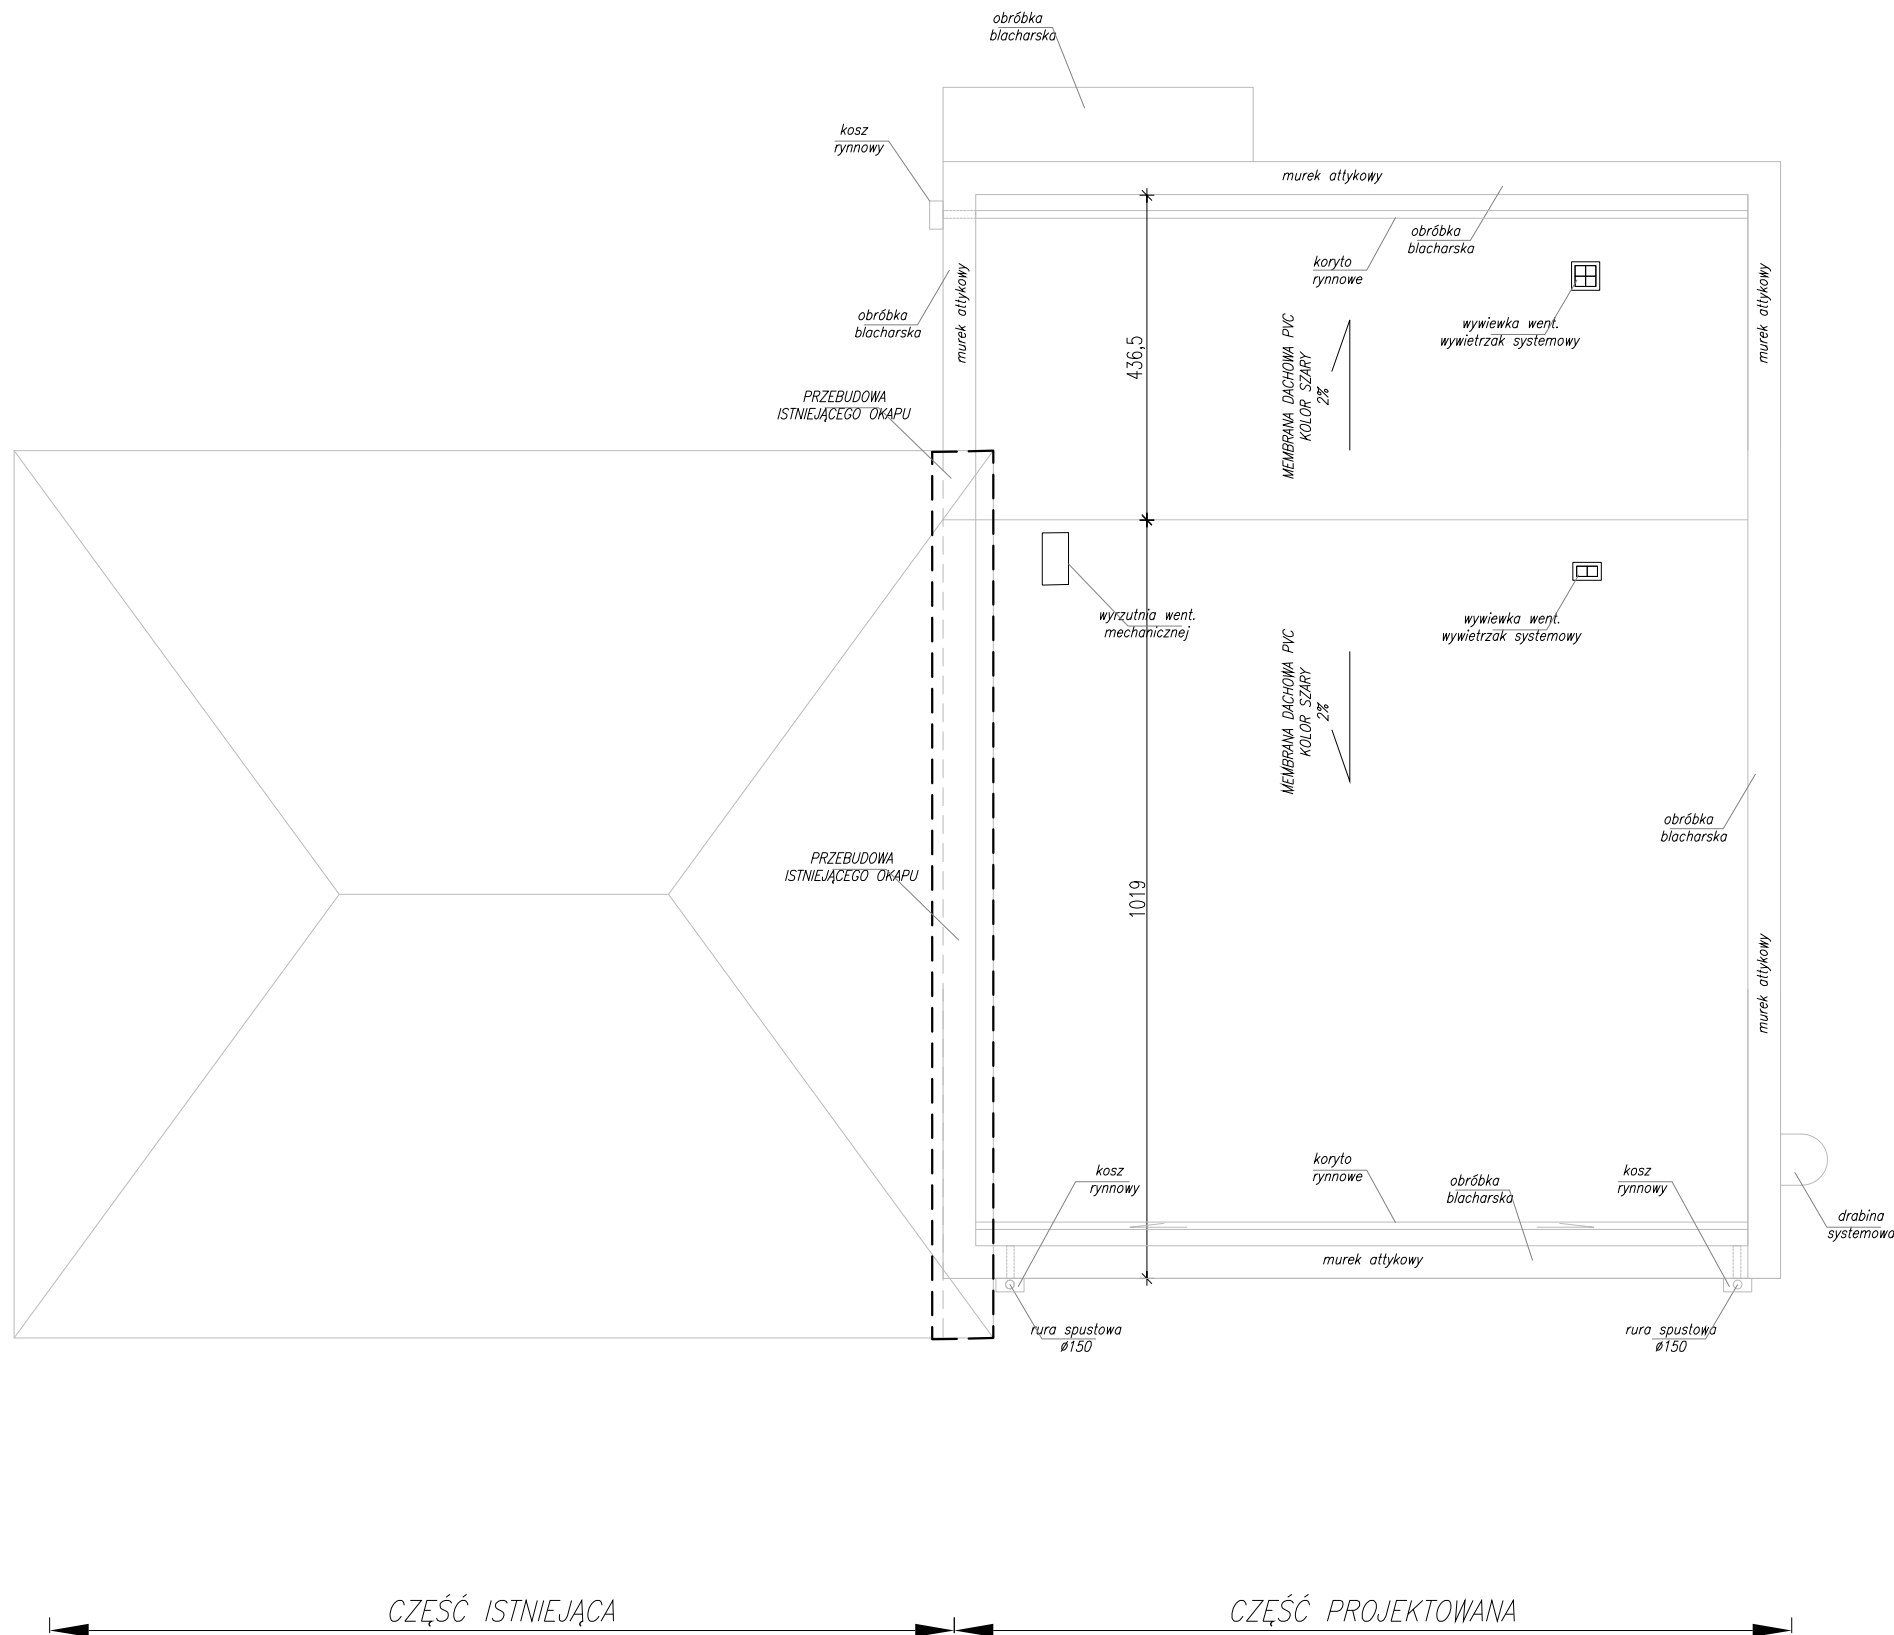 obróbka
blacharska
kosz
rynnowy
murek attykowy
obróbka
blacharska
koryto
rynnowe
murek attykowy
murek attykowy
obróbka
blacharska
wywiewka went.
wywietrzak systemowy
436,5
MEMBRANA DACHOWA PVC
KOLOR SZARY
2%
PRZEBUDOWA
ISTNIEJĄCEGO OKAPU
wyrzutnia went.
mechanicznej
wywiewka went.
wywietrzak systemowy
MEMBRANA DACHOWA PVC
KOLOR SZARY
2%
obróbka
blacharska
PRZEBUDOWA
ISTNIEJĄCEGO OKAPU
1019
murek attykowy
kosz
rynnowy
koryto
rynnowe
obróbka
blacharska
kosz
rynnowy
drabina
systemowa
murek attykowy
rura spustowa
ø150
rura spustowa
ø150
CZĘŚĆ ISTNIEJĄCA
CZĘŚĆ PROJEKTOWANA